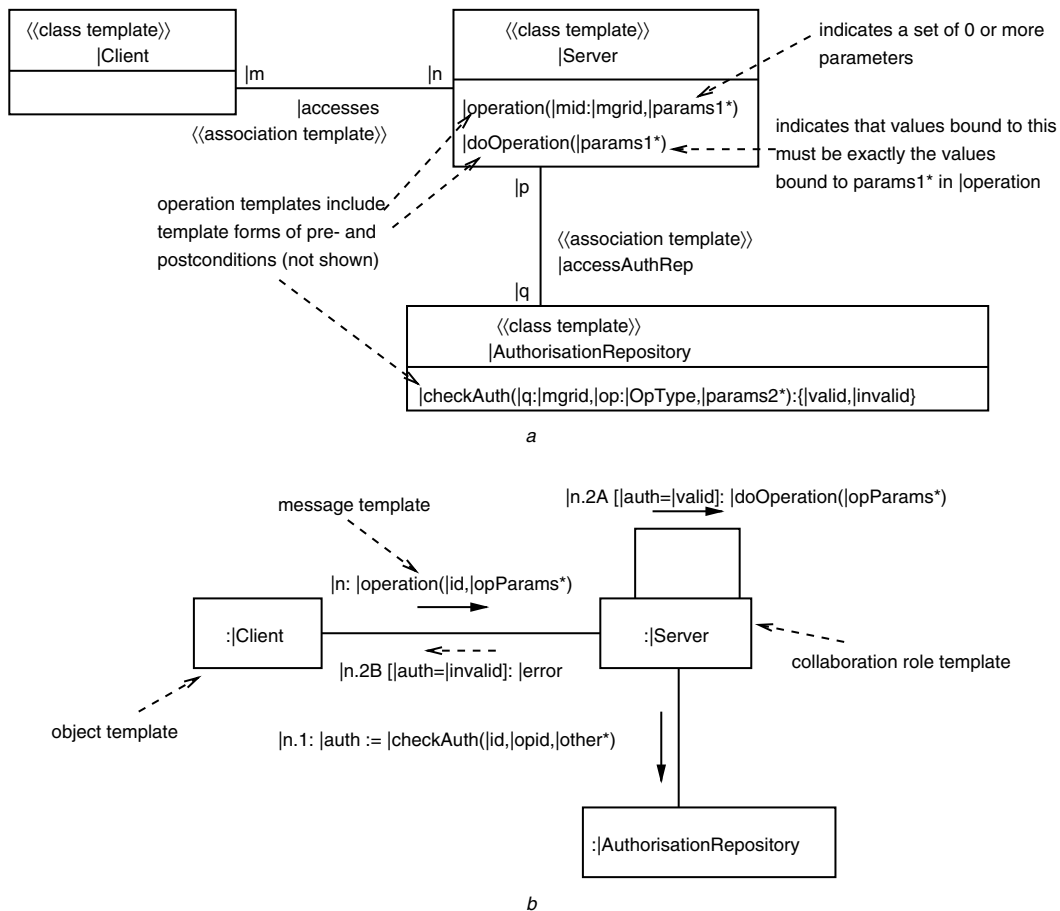 ⟨⟨class template⟩⟩
|Client
|m
|n
|accesses
⟨⟨association template⟩⟩
⟨⟨class template⟩⟩
|Server
|operation(|mid:|mgrid,|params1*)
|doOperation(|params1*)
indicates a set of 0 or more
parameters
indicates that values bound to this
must be exactly the values
bound to params1* in |operation
operation templates include
template forms of pre- and
postconditions (not shown)
|p
⟨⟨association template⟩⟩
|accessAuthRep
|q
⟨⟨class template⟩⟩
|AuthorisationRepository
|checkAuth(|q:|mgrid,|op:|OpType,|params2*):{|valid,|invalid}
a
|n.2A [|auth=|valid]: |doOperation(|opParams*)
message template
|n: |operation(|id,|opParams*)
:|Client
:|Server
|n.2B [|auth=|invalid]: |error
collaboration role template
object template
|n.1: |auth := |checkAuth(|id,|opid,|other*)
:|AuthorisationRepository
b